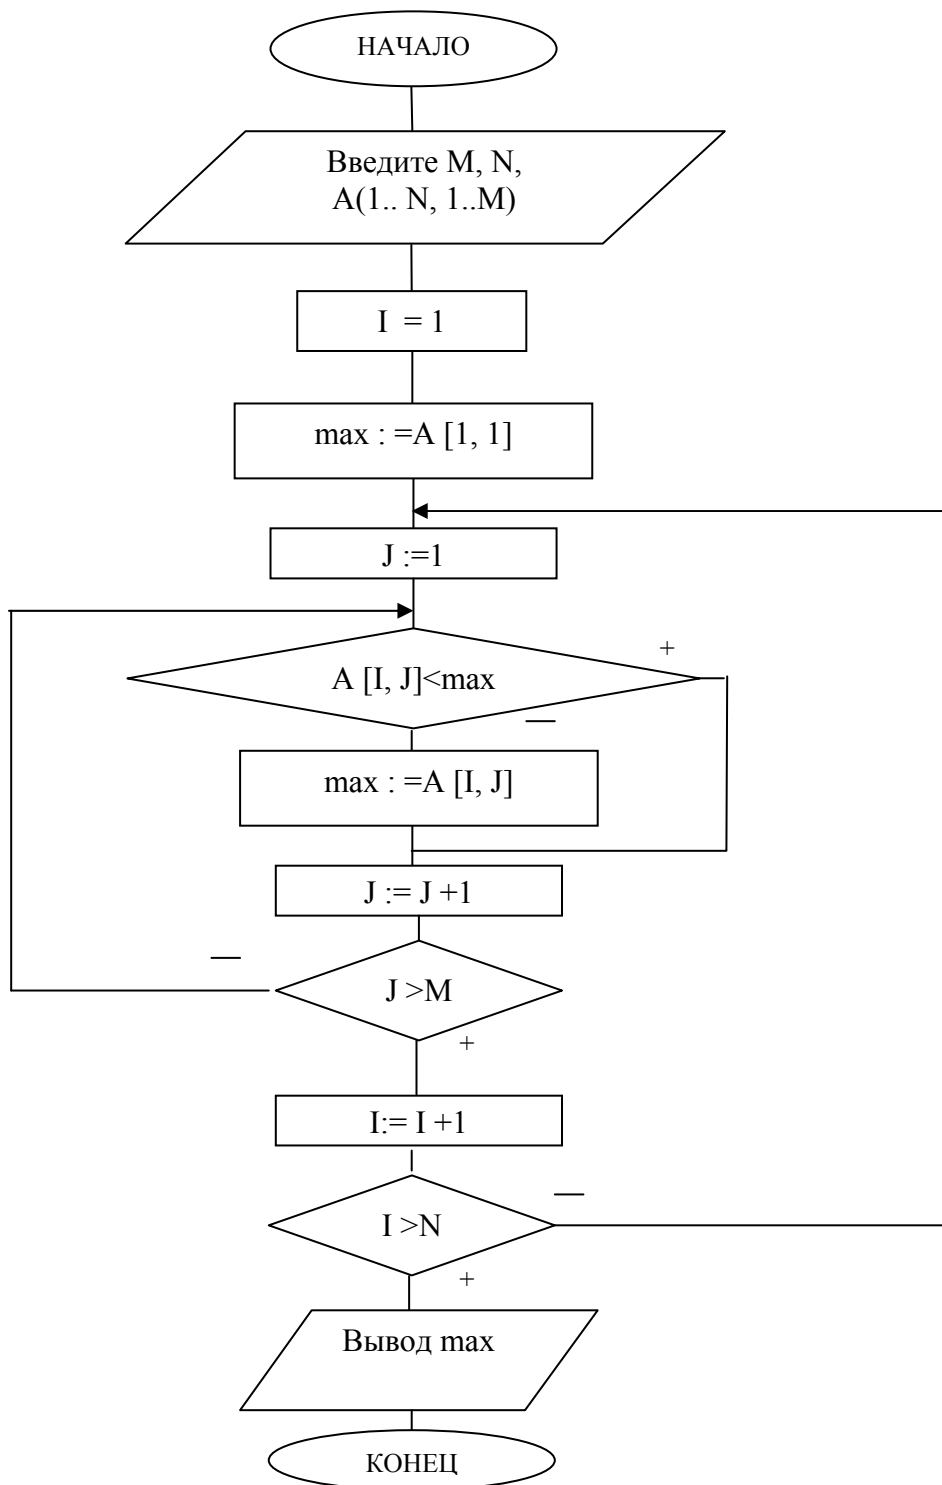 НАЧАЛО
Введите M, N,
A(1.. N, 1..M)
I = 1
max : =A [1, 1]
J :=1
+
A [I, J]<max
—
max : =A [I, J]
J := J +1
—
J >M
+
I:= I +1
—
I >N
+
Вывод max
КОНЕЦ